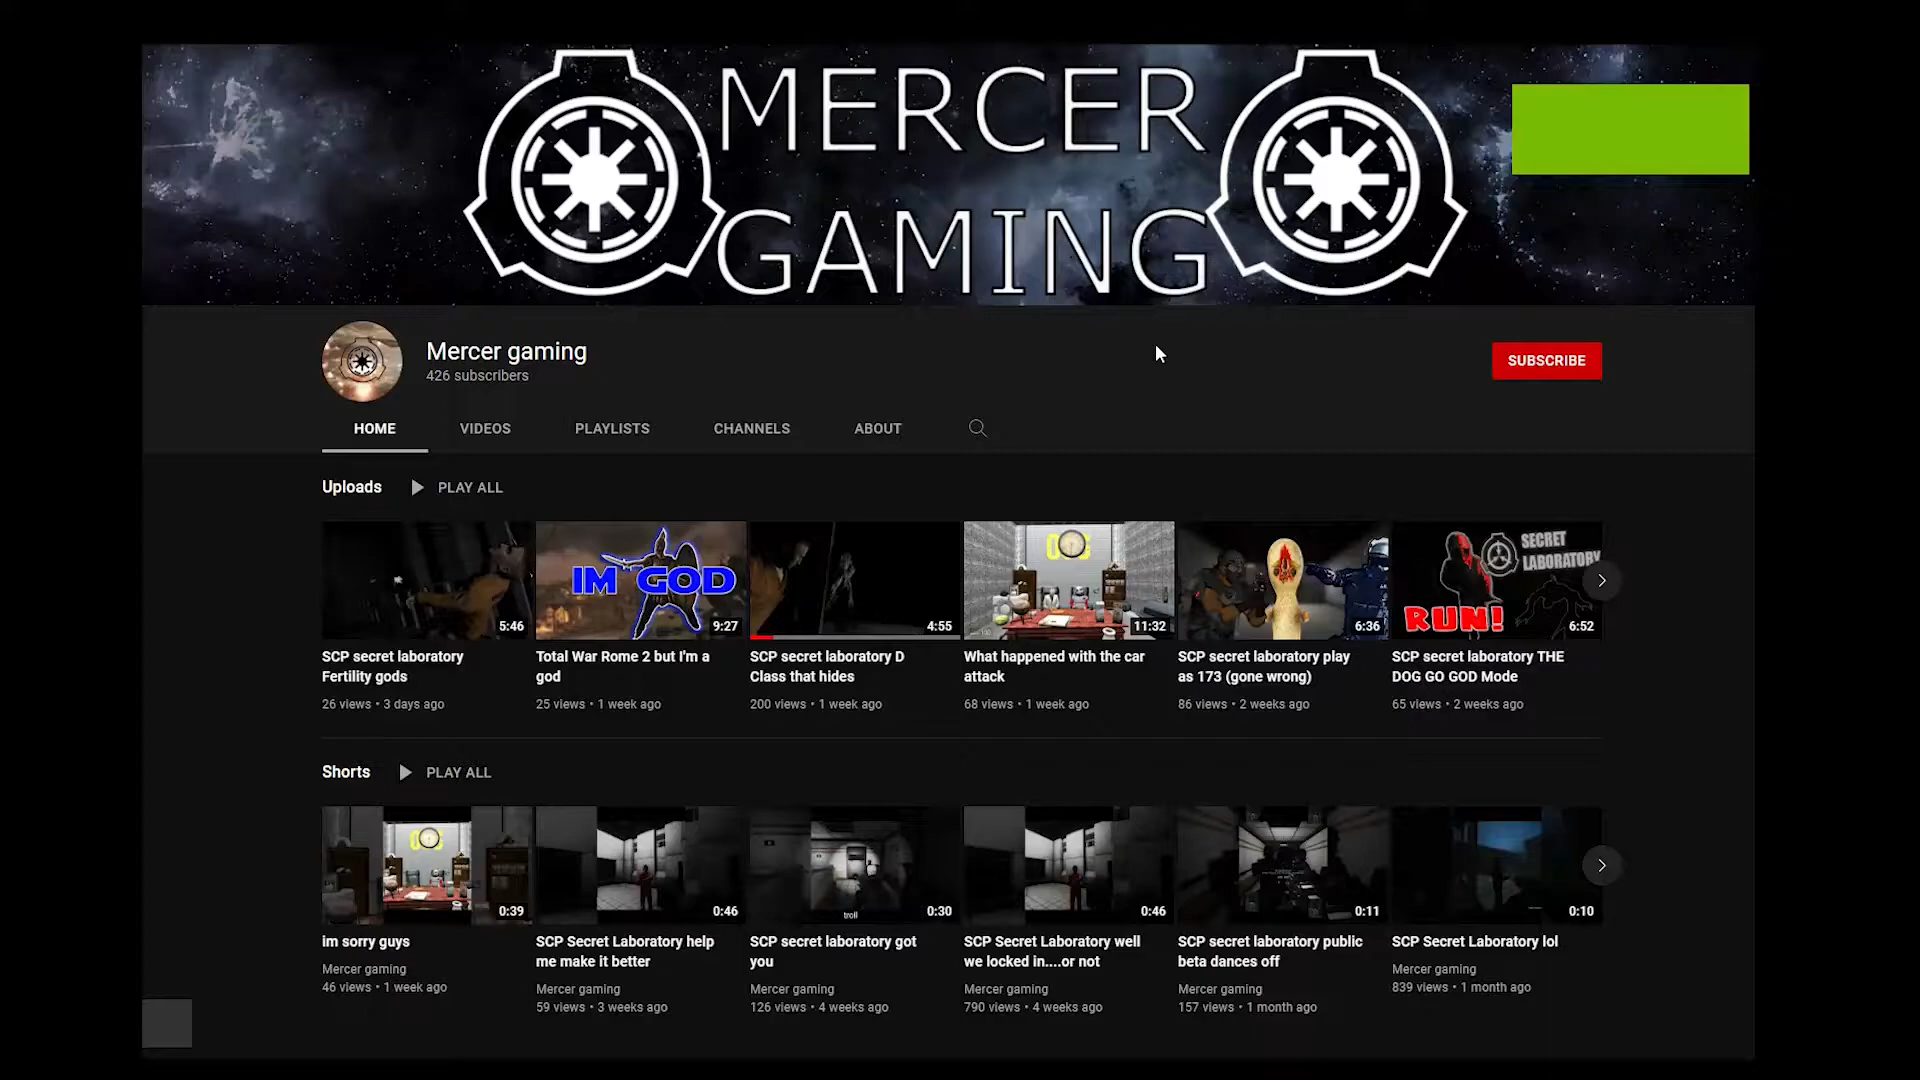 MERCER
GAMING
Mercer gaming
426 subscribers
SUBSCRIBE
HOME
VIDEOS
PLAYLISTS
CHANNELS
ABOUT
Uploads
PLAY ALL
5:46
SCP secret laboratory
Fertility gods
26 views • 3 days ago
IM GOD
9:27
Total War Rome 2 but I'm a
god
25 views • 1 week ago
4:55
SCP secret laboratory D
Class that hides
200 views • 1 week ago
11:32
What happened with the car
attack
68 views • 1 week ago
6:36
SCP secret laboratory play
as 173 (gone wrong)
86 views • 2 weeks ago
SECRET
LABORATORY
RUN!
6:52
SCP secret laboratory THE
DOG GO GOD Mode
65 views • 2 weeks ago
Shorts
PLAY ALL
0:39
im sorry guys
Mercer gaming
46 views • 1 week ago
0:46
SCP Secret Laboratory help
me make it better
Mercer gaming
59 views • 3 weeks ago
troll
0:30
SCP secret laboratory got
you
Mercer gaming
126 views • 4 weeks ago
0:46
SCP Secret Laboratory well
we locked in....or not
Mercer gaming
790 views • 4 weeks ago
0:11
SCP secret laboratory public
beta dances off
Mercer gaming
157 views • 1 month ago
0:10
SCP Secret Laboratory lol
Mercer gaming
839 views • 1 month ago